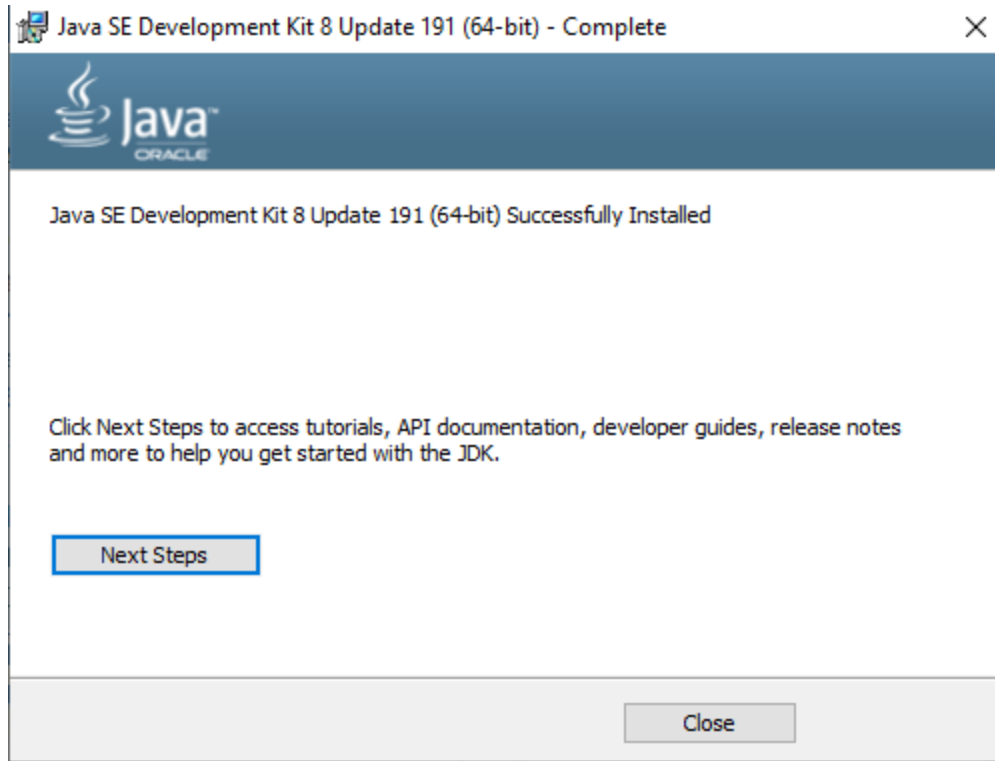 Java SE Development Kit 8 Update 191 (64-bit) - Complete
Java™
ORACLE
Java SE Development Kit 8 Update 191 (64-bit) Successfully Installed
Click Next Steps to access tutorials, API documentation, developer guides, release notes
and more to help you get started with the JDK.
Next Steps
Close